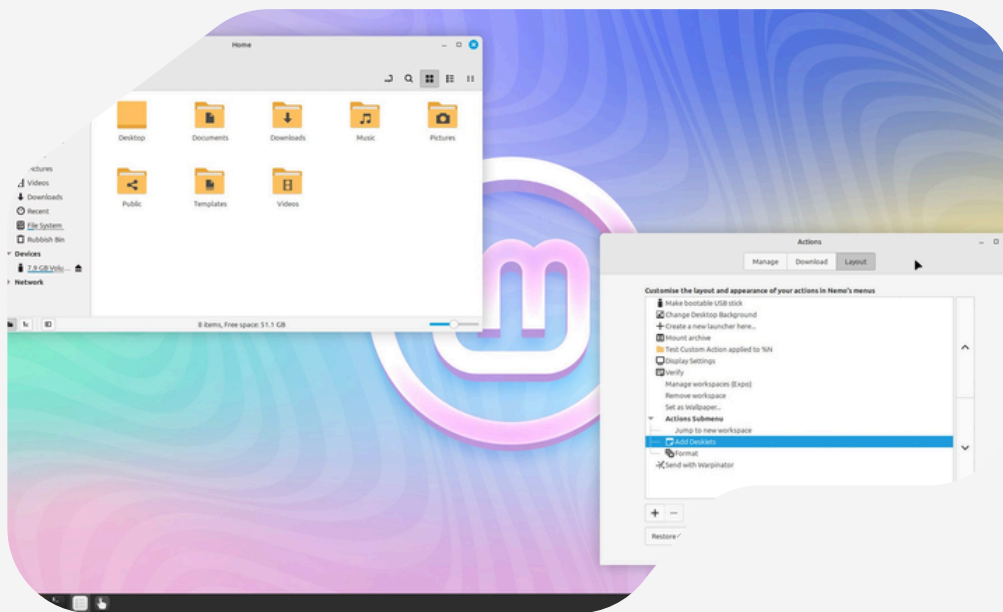 Home
Desktop
Documents
Downloads
Music
Pictures
Public
Templates
Videos
Videos
Downloads
Recent
File System
Rubbish Bin
Devices
7.9 GB Volu...
Network
8 items, Free space: 51.1 GB
Actions
Manage
Download
Layout
Customise the layout and appearance of your actions in Nemo's menus
Make bootable USB stick
Change Desktop Background
Create a new launcher here...
Mount archive
Test Custom Action applied to %N
Display Settings
Verify
Manage workspaces (Expo)
Remove workspace
Set as Wallpaper...
Actions Submenu
Jump to new workspace
Add Desklets
Format
Send with Warpinator
Restore